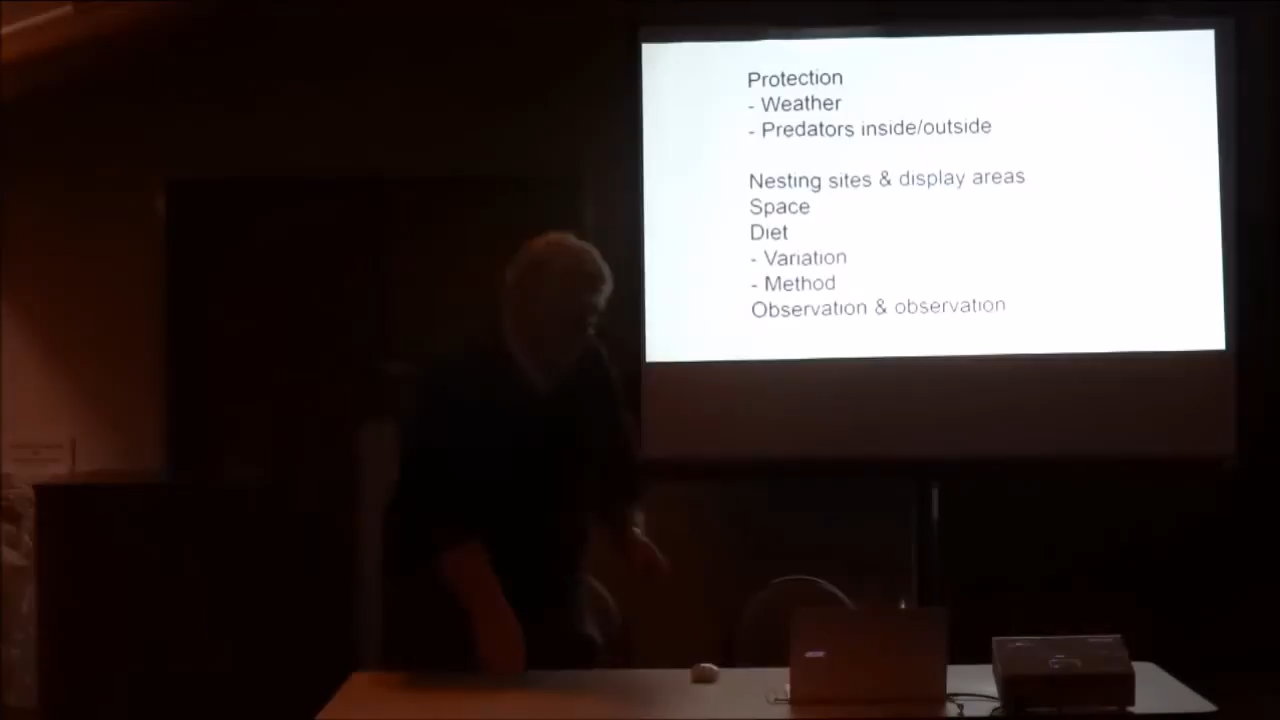 Protection
- Weather
- Predators inside/outside
Nesting sites & display areas
Space
Diet
- Variation
- Method
Observation & observation